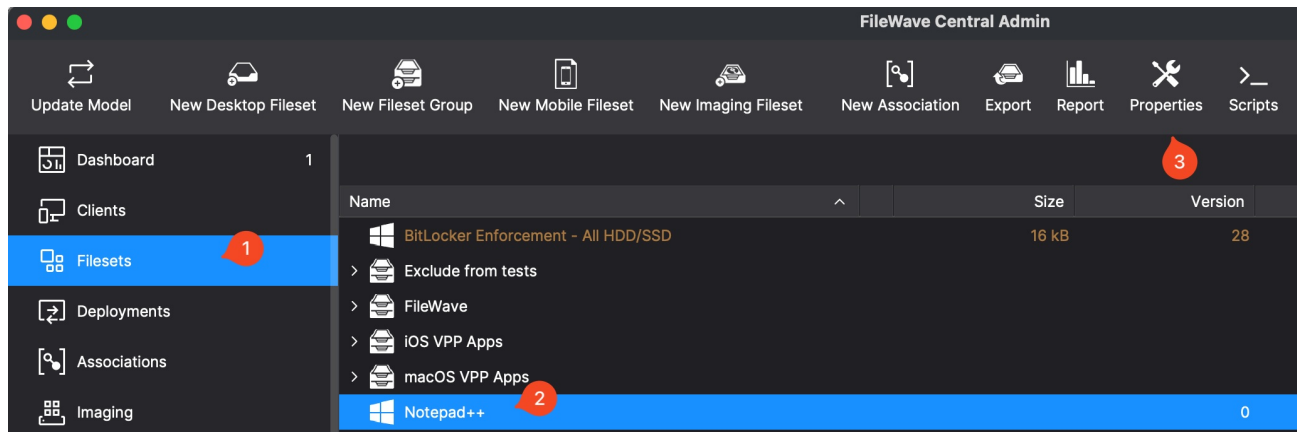 FileWave Central Admin
Update Model New Desktop Fileset New Fileset Group New Mobile Fileset New Imaging Fileset New Association Export Report Properties Scripts
Dashboard 1
3
Name Size Version
Clients
BitLocker Enforcement - All HDD/SSD 16 kB 28
1
Filesets
Exclude from tests
FileWave
Deployments
iOS VPP Apps
Associations
macOS VPP Apps
2
Imaging
Notepad++ 0